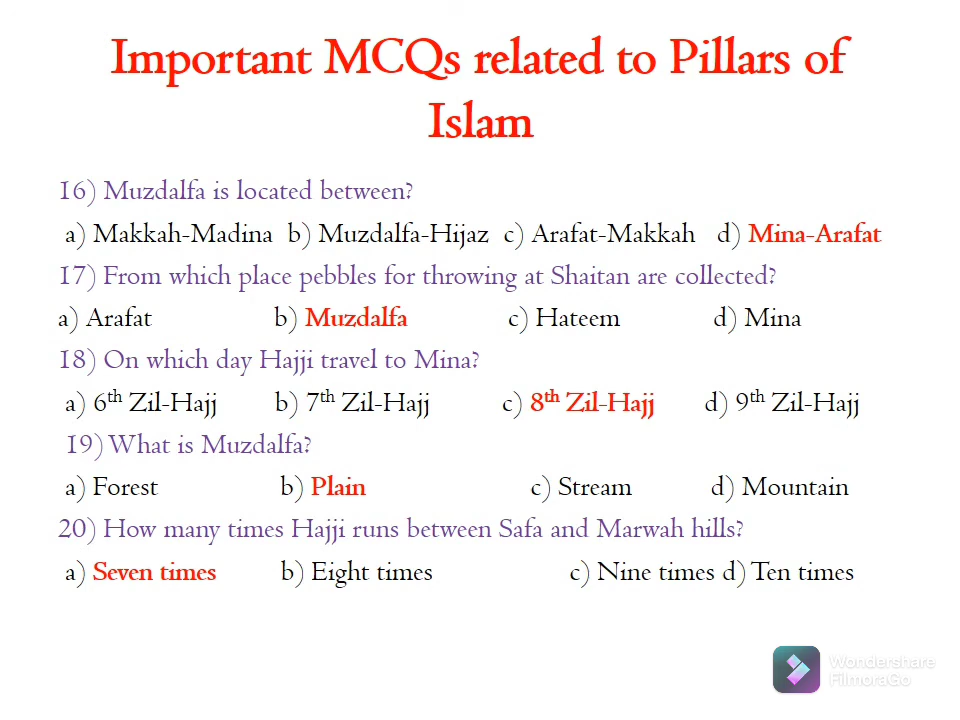 Important MCQs related to Pillars of
Islam
16) Muzdalfa is located between?
a) Makkah-Madina b) Muzdalfa-Hijaz c) Arafat-Makkah d) Mina-Arafat
17) From which place pebbles for throwing at Shaitan are collected?
a) Arafat b) Muzdalfa c) Hateem d) Mina
18) On which day Hajji travel to Mina?
a) 6th Zil-Hajj b) 7th Zil-Hajj c) 8th Zil-Hajj d) 9th Zil-Hajj
19) What is Muzdalfa?
a) Forest b) Plain c) Stream d) Mountain
20) How many times Hajji runs between Safa and Marwah hills?
a) Seven times b) Eight times c) Nine times d) Ten times
Wondershare
FilmoraGo